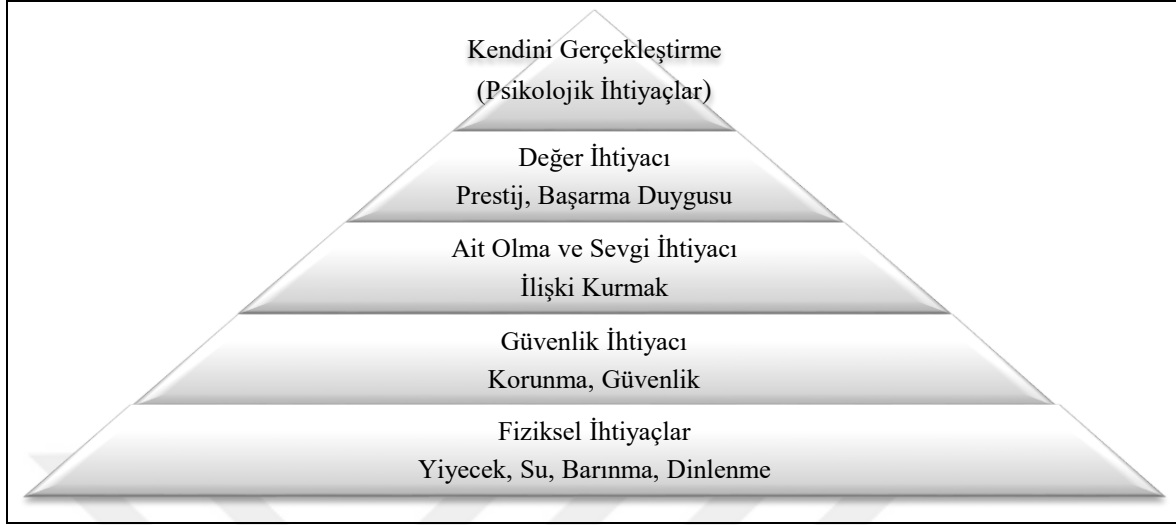 Kendini Gerçekleştirme
(Psikolojik İhtiyaçlar)
Değer İhtiyacı
Prestij, Başarma Duygusu
Ait Olma ve Sevgi İhtiyacı
İlişki Kurmak
Güvenlik İhtiyacı
Korunma, Güvenlik
Fiziksel İhtiyaçlar
Yiyecek, Su, Barınma, Dinlenme